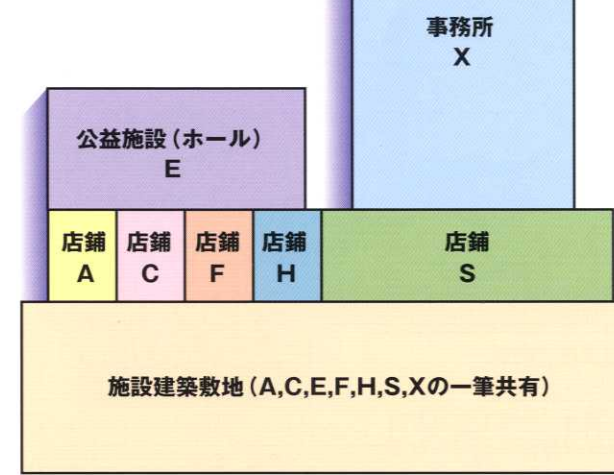 事務所
X
公益施設（ホール）
E
店舗
A
店舗
C
店舗
F
店舗
H
店舗
S
施設建築敷地（A,C,E,F,H,S,Xの一筆共有）